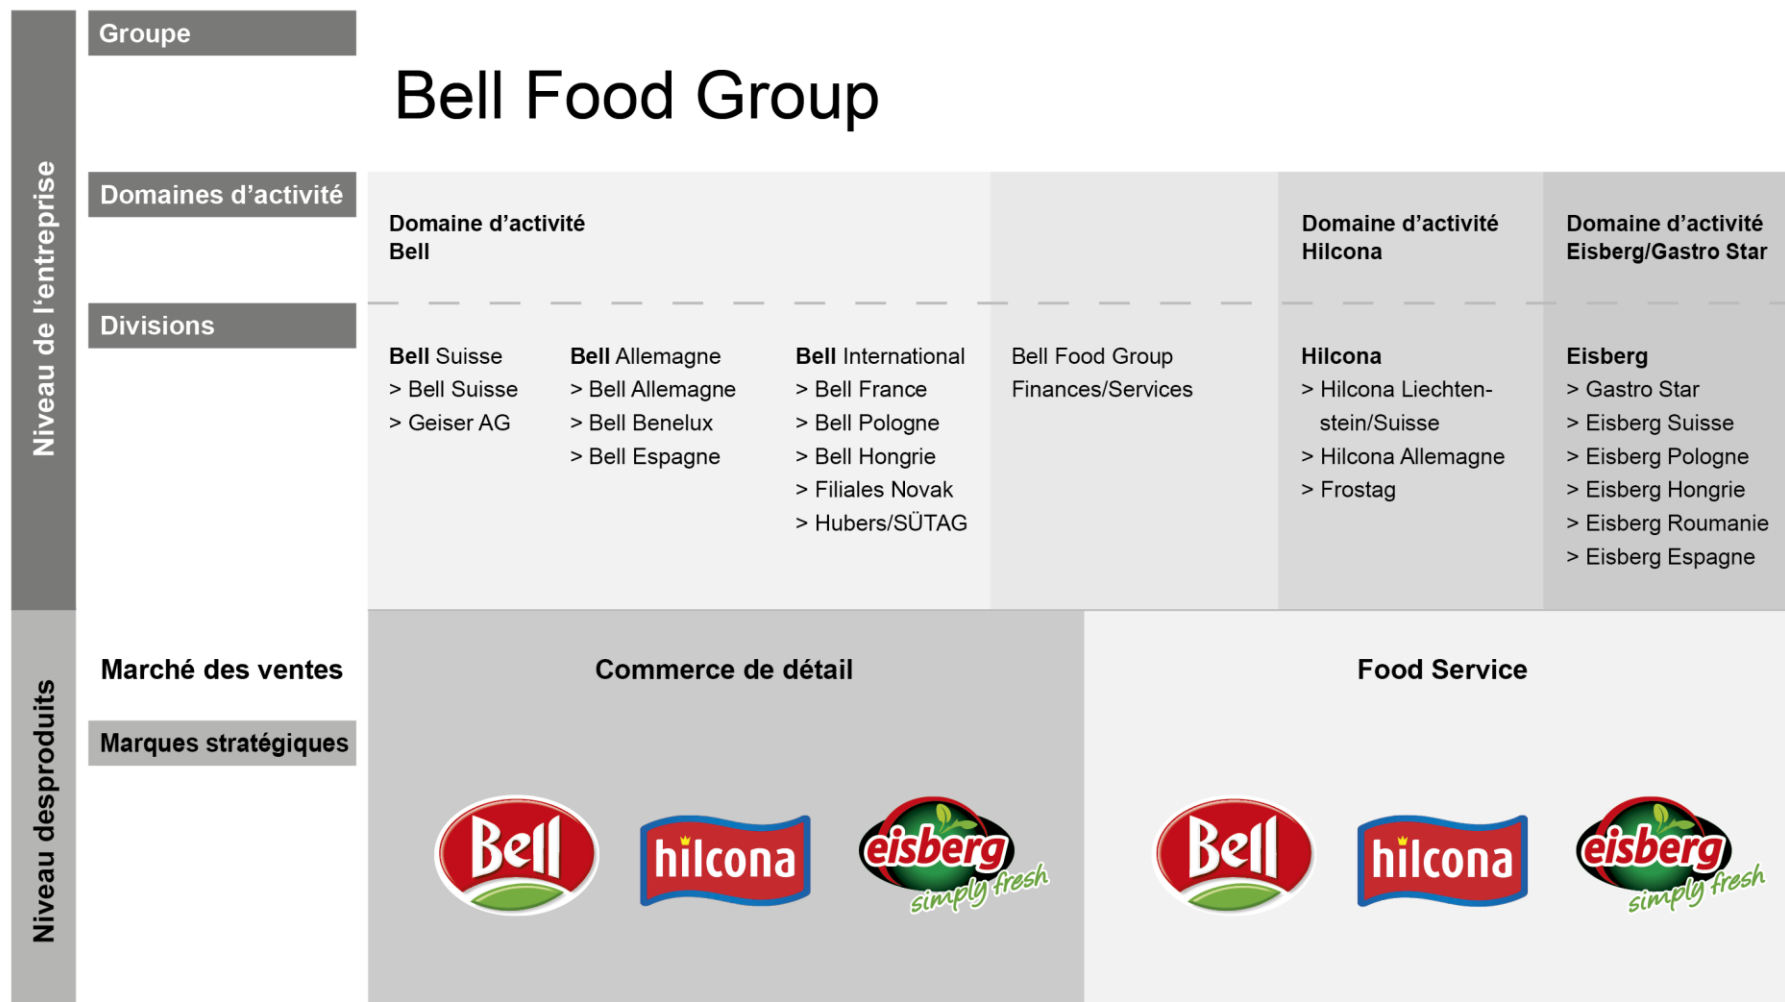 Groupe
Bell Food Group
Niveau de l‘entreprise
Domaines d’activité
Domaine d’activité
Bell
Domaine d’activité
Hilcona
Domaine d’activité
Eisberg/Gastro Star
Divisions
Bell Suisse
> Bell Suisse
> Geiser AG
Bell Allemagne
> Bell Allemagne
> Bell Benelux
> Bell Espagne
Bell International
> Bell France
> Bell Pologne
> Bell Hongrie
> Filiales Novak
> Hubers/SÜTAG
Bell Food Group
Finances/Services
Hilcona
> Hilcona Liechten-
stein/Suisse
> Hilcona Allemagne
> Frostag
Eisberg
> Gastro Star
> Eisberg Suisse
> Eisberg Pologne
> Eisberg Hongrie
> Eisberg Roumanie
> Eisberg Espagne
Niveau desproduits
Marché des ventes
Commerce de détail
Food Service
Marques stratégiques
Bell
hilcona
eisberg
simply fresh
Bell
hilcona
eisberg
simply fresh